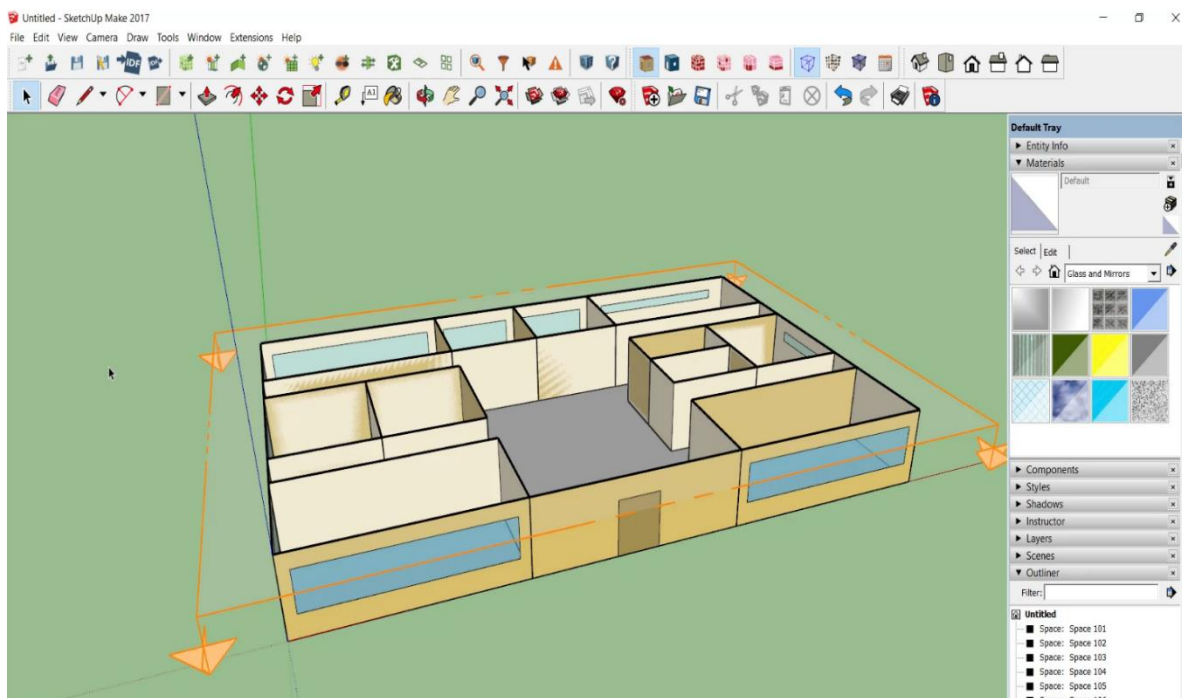 Untitled - SketchUp Make 2017
File Edit View Camera Draw Tools Window Extensions Help
IDF
A1
Default Tray
Entity Info
Materials
Default
Select Edit
Glass and Mirrors
Components
Styles
Shadows
Instructor
Layers
Scenes
Outliner
Filter:
Untitled
Space: Space 101
Space: Space 102
Space: Space 103
Space: Space 104
Space: Space 105